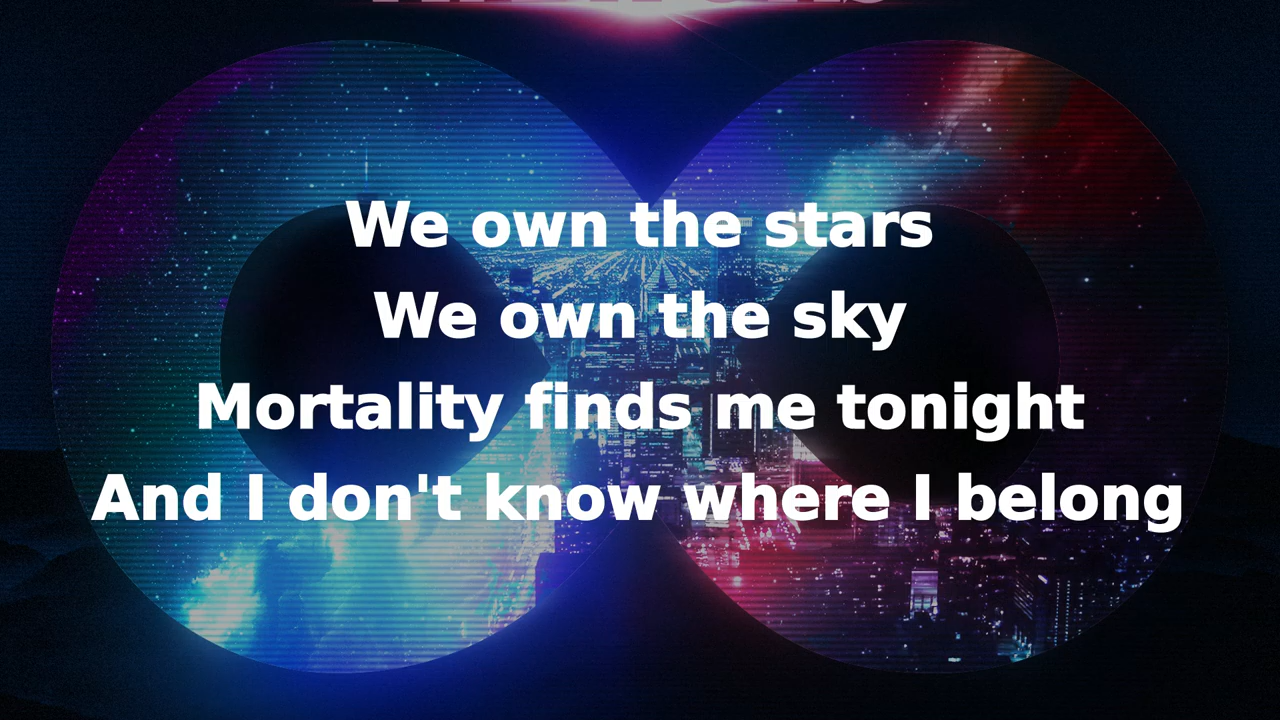 We own the stars
We own the sky
Mortality finds me tonight
And I don't know where I belong